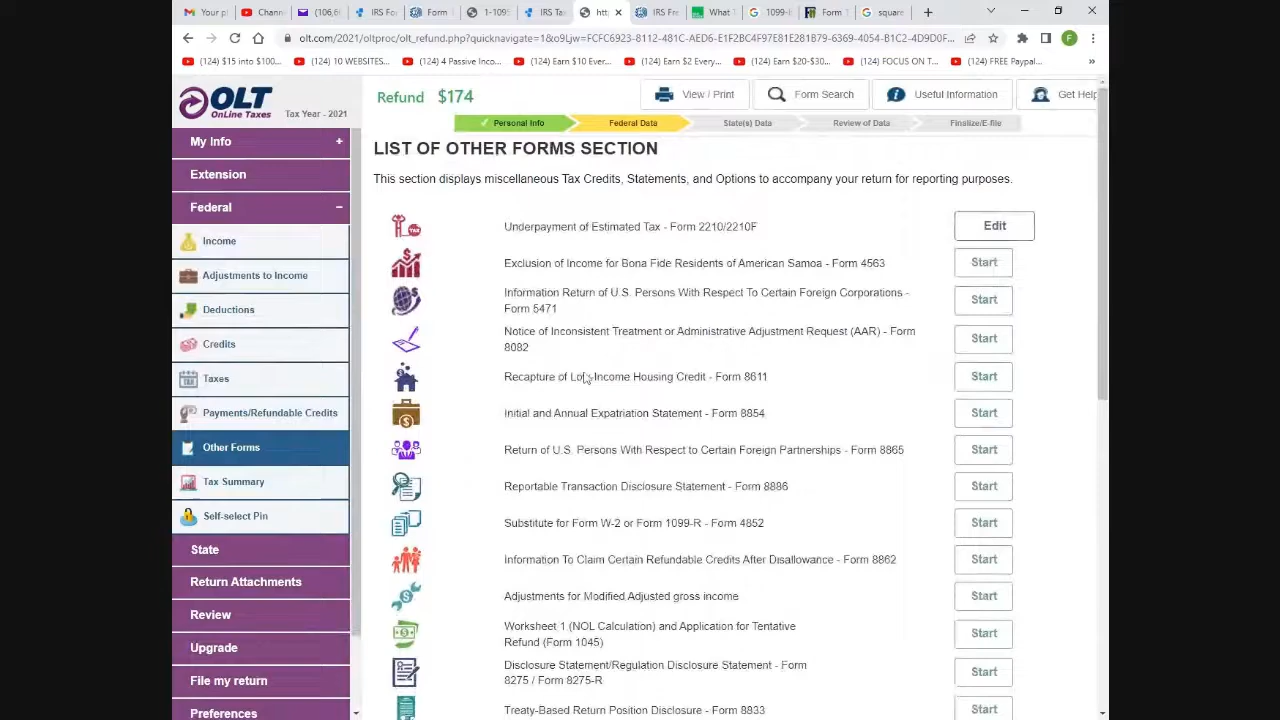 Your p
Chann
(106,6
IRS Fo
Form
1-1099
IRS Ta
htt
IRS Fre
What T
1099-I
Form T
square
olt.com/2021/oltproc/olt_refund.php?quicknavigate=1&o9Ljw=FCFC6923-8112-481C-AED6-E1F2BC4F97E81E281B79-6369-4054-B1C2-4D9D0F...
F
(124) $15 into $100...
(124) 10 WEBSITES...
(124) 4 Passive Inco...
(124) Earn $10 Ever...
(124) Earn $2 Every...
(124) Earn $20-$30...
(124) FOCUS ON T...
(124) FREE Paypal...
»
OLT
OnLine Taxes
Tax Year - 2021
Refund $174
View / Print
Form Search
Useful Information
Get Help
Personal Info
Federal Data
State(s) Data
Review of Data
Finalize/E-file
My Info +
Extension
Federal −
Income
Adjustments to Income
Deductions
Credits
Taxes
Payments/Refundable Credits
Other Forms
Tax Summary
Self-select Pin
State
Return Attachments
Review
Upgrade
File my return
Preferences
LIST OF OTHER FORMS SECTION
This section displays miscellaneous Tax Credits, Statements, and Options to accompany your return for reporting purposes.
Underpayment of Estimated Tax - Form 2210/2210F
Edit
Exclusion of Income for Bona Fide Residents of American Samoa - Form 4563
Start
Information Return of U.S. Persons With Respect To Certain Foreign Corporations -
Form 5471
Start
Notice of Inconsistent Treatment or Administrative Adjustment Request (AAR) - Form
8082
Start
Recapture of Low-Income Housing Credit - Form 8611
Start
Initial and Annual Expatriation Statement - Form 8854
Start
Return of U.S. Persons With Respect to Certain Foreign Partnerships - Form 8865
Start
Reportable Transaction Disclosure Statement - Form 8886
Start
Substitute for Form W-2 or Form 1099-R - Form 4852
Start
Information To Claim Certain Refundable Credits After Disallowance - Form 8862
Start
Adjustments for Modified Adjusted gross income
Start
Worksheet 1 (NOL Calculation) and Application for Tentative
Refund (Form 1045)
Start
Disclosure Statement/Regulation Disclosure Statement - Form
8275 / Form 8275-R
Start
Treaty-Based Return Position Disclosure - Form 8833
Start